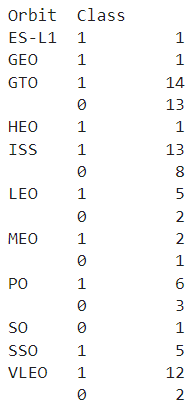 Orbit  Class
ES-L1  1         1
GEO    1         1
GTO    1        14
       0        13
HEO    1         1
ISS    1        13
       0         8
LEO    1         5
       0         2
MEO    1         2
       0         1
PO     1         6
       0         3
SO     0         1
SSO    1         5
VLEO   1        12
       0         2